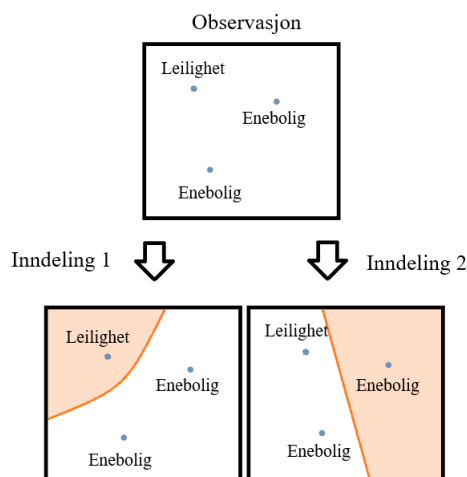 Observasjon
Leilighet
Enebolig
Enebolig
Inndeling 1
Inndeling 2
Leilighet
Enebolig
Enebolig
Leilighet
Enebolig
Enebolig